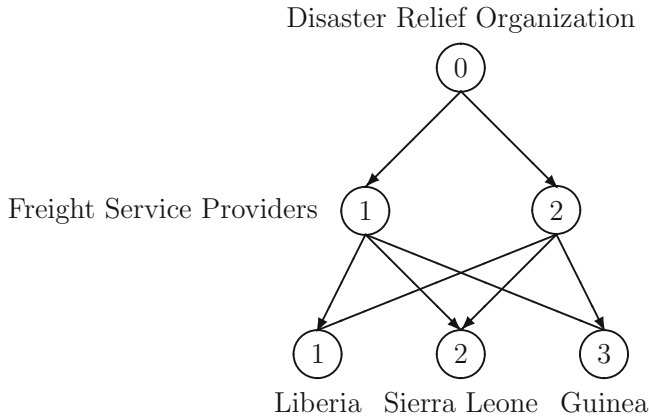 Disaster Relief Organization
0
Freight Service Providers 1 2
1 2 3
Liberia Sierra Leone Guinea